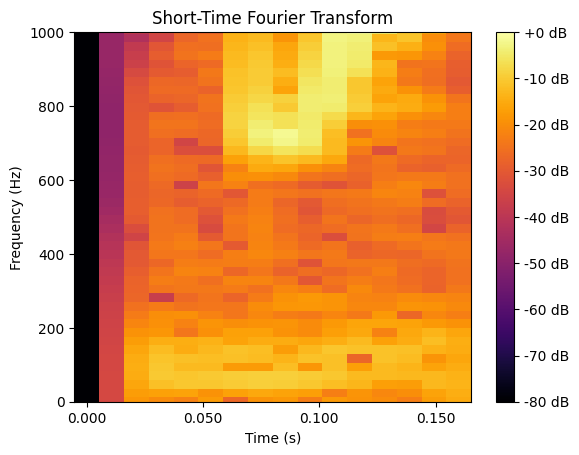 Short-Time Fourier Transform
1000
800
600
400
200
0
Frequency (Hz)
0.000
0.050
0.100
0.150
Time (s)
+0 dB
-10 dB
-20 dB
-30 dB
-40 dB
-50 dB
-60 dB
-70 dB
-80 dB